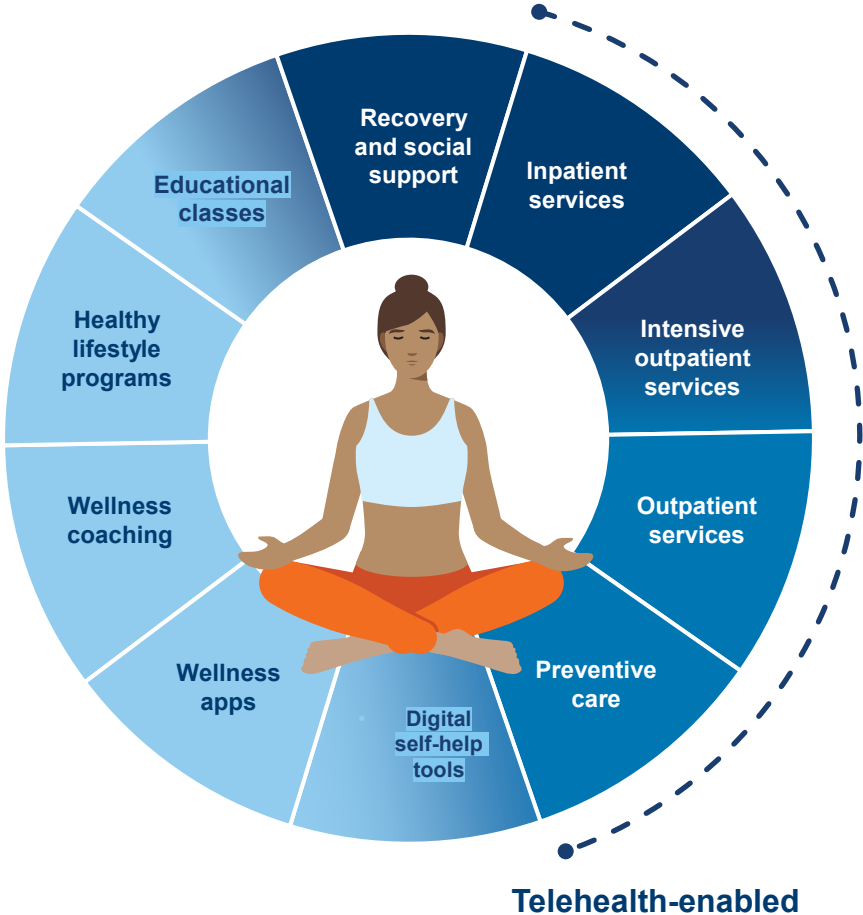 Recovery
and social
support
Inpatient
services
Intensive
outpatient
services
Outpatient
services
Preventive
care
Digital
self-help
tools
Wellness
apps
Wellness
coaching
Healthy
lifestyle
programs
Educational
classes
Telehealth-enabled